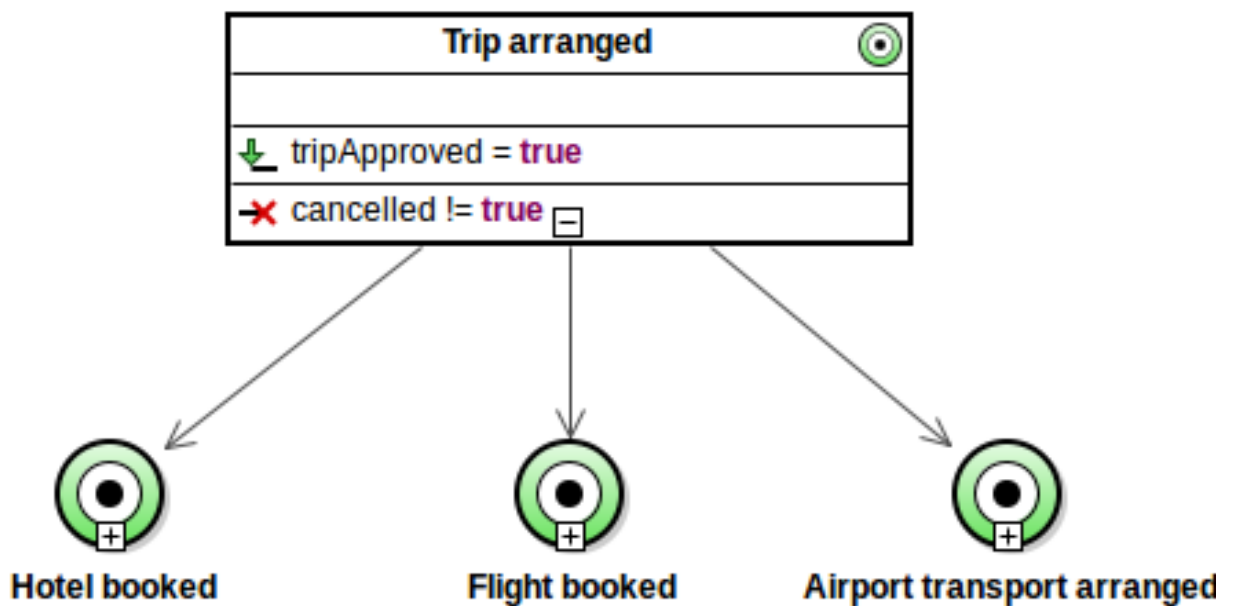 Trip arranged
tripApproved = true
cancelled != true
Hotel booked
Flight booked
Airport transport arranged